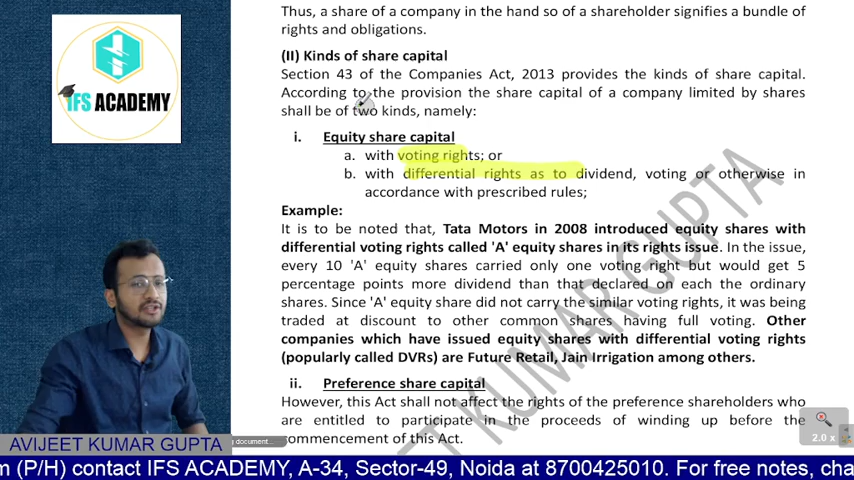 Thus, a share of a company in the hand so of a shareholder signifies a bundle of
rights and obligations.
(II) Kinds of share capital
Section 43 of the Companies Act, 2013 provides the kinds of share capital.
According to the provision the share capital of a company limited by shares
shall be of two kinds, namely:
i. Equity share capital
a. with voting rights; or
b. with differential rights as to dividend, voting or otherwise in
accordance with prescribed rules;
Example:
It is to be noted that, Tata Motors in 2008 introduced equity shares with
differential voting rights called 'A' equity shares in its rights issue. In the issue,
every 10 'A' equity shares carried only one voting right but would get 5
percentage points more dividend than that declared on each the ordinary
shares. Since 'A' equity share did not carry the similar voting rights, it was being
traded at discount to other common shares having full voting. Other
companies which have issued equity shares with differential voting rights
(popularly called DVRs) are Future Retail, Jain Irrigation among others.
ii. Preference share capital
However, this Act shall not affect the rights of the preference shareholders who
are entitled to participate in the proceeds of winding up before the
commencement of this Act.
IFS ACADEMY
AVIJEET KUMAR GUPTA
document...
2.0 x
m (P/H) contact IFS ACADEMY, A-34, Sector-49, Noida at 8700425010. For free notes, cha